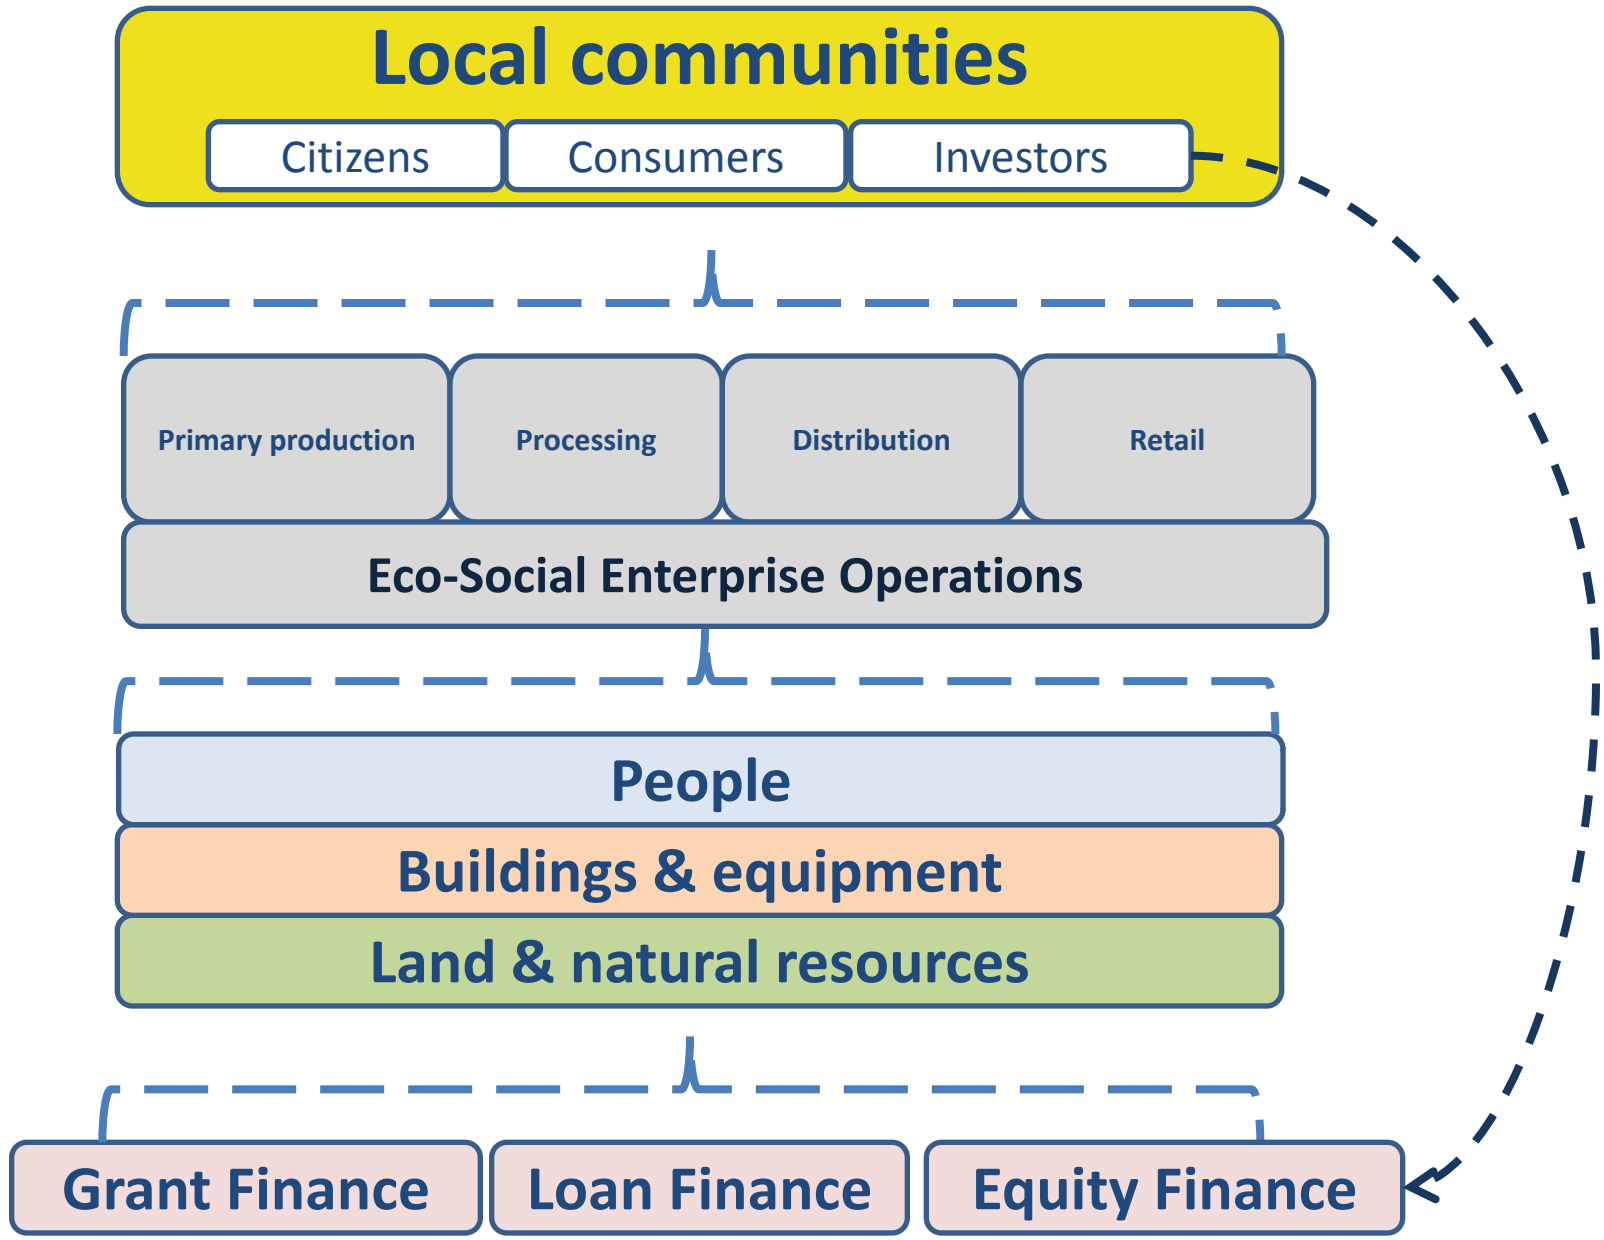 Local communities
Citizens
Consumers
Investors
Primary production
Processing
Distribution
Retail
Eco-Social Enterprise Operations
People
Buildings & equipment
Land & natural resources
Grant Finance
Loan Finance
Equity Finance